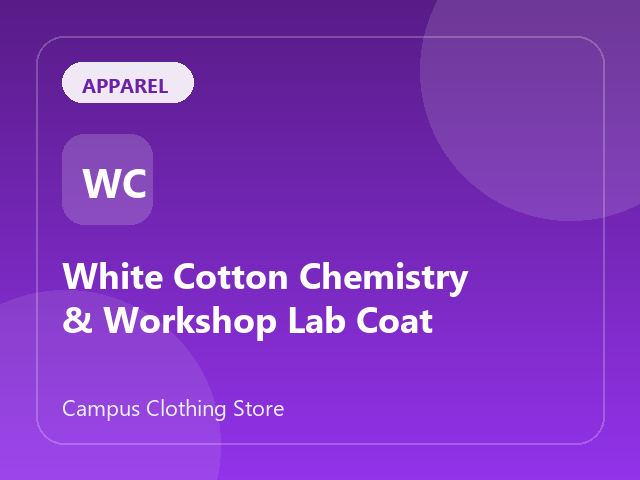 APPAREL
WC
White Cotton Chemistry
& Workshop Lab Coat
Campus Clothing Store